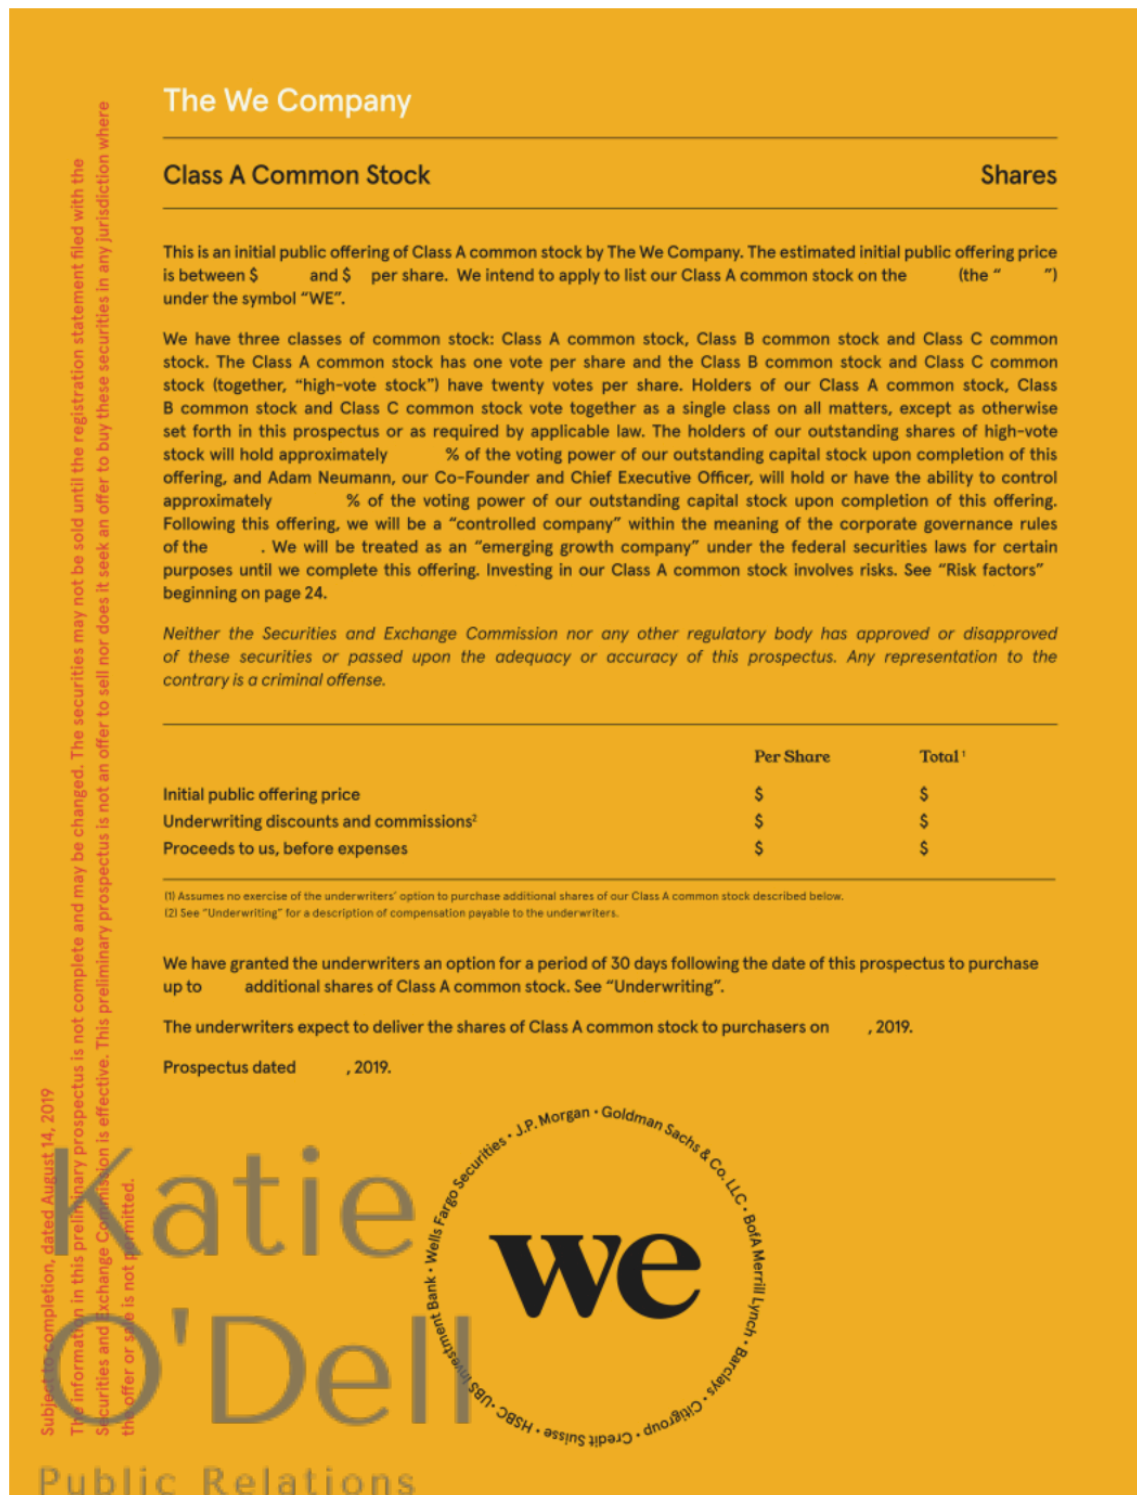 The We Company
Class A Common Stock Shares
This is an initial public offering of Class A common stock by The We Company. The estimated initial public offering price
is between $ and $ per share. We intend to apply to list our Class A common stock on the (the “ ”)
under the symbol “WE”.
We have three classes of common stock: Class A common stock, Class B common stock and Class C common
stock. The Class A common stock has one vote per share and the Class B common stock and Class C common
stock (together, “high-vote stock”) have twenty votes per share. Holders of our Class A common stock, Class
B common stock and Class C common stock vote together as a single class on all matters, except as otherwise
set forth in this prospectus or as required by applicable law. The holders of our outstanding shares of high-vote
stock will hold approximately % of the voting power of our outstanding capital stock upon completion of this
offering, and Adam Neumann, our Co-Founder and Chief Executive Officer, will hold or have the ability to control
approximately % of the voting power of our outstanding capital stock upon completion of this offering.
Following this offering, we will be a “controlled company” within the meaning of the corporate governance rules
of the . We will be treated as an “emerging growth company” under the federal securities laws for certain
purposes until we complete this offering. Investing in our Class A common stock involves risks. See “Risk factors”
beginning on page 24.
Neither the Securities and Exchange Commission nor any other regulatory body has approved or disapproved
of these securities or passed upon the adequacy or accuracy of this prospectus. Any representation to the
contrary is a criminal offense.
Per Share Total ¹
Initial public offering price $ $
Underwriting discounts and commissions² $ $
Proceeds to us, before expenses $ $
(1) Assumes no exercise of the underwriters’ option to purchase additional shares of our Class A common stock described below.
(2) See “Underwriting” for a description of compensation payable to the underwriters.
We have granted the underwriters an option for a period of 30 days following the date of this prospectus to purchase
up to additional shares of Class A common stock. See “Underwriting”.
The underwriters expect to deliver the shares of Class A common stock to purchasers on , 2019.
Prospectus dated , 2019.
J.P. Morgan • Goldman Sachs & Co. LLC • BofA Merrill Lynch • Barclays • Citigroup • Credit Suisse • HSBC • UBS Investment Bank • Wells Fargo Securities •
we
Subject to completion, dated August 14, 2019
The information in this preliminary prospectus is not complete and may be changed. The securities may not be sold until the registration statement filed with the
Securities and Exchange Commission is effective. This preliminary prospectus is not an offer to sell nor does it seek an offer to buy these securities in any jurisdiction where
the offer or sale is not permitted.
Katie
O'Dell
Public Relations